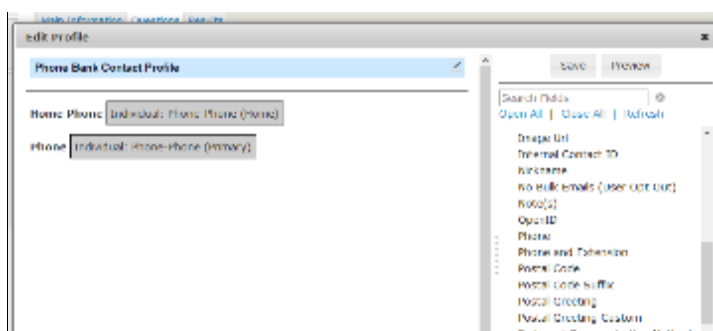 Main Information Questions Results
Edit Profile
Phone Bank Contact Profile
Save Preview
Home Phone Individual: Phone-Phone (Home)
Phone Individual: Phone-Phone (Primary)
Search Fields
Open All | Close All | Refresh
Image Url
Internal Contact ID
Nickname
No Bulk Emails (User Opt Out)
Note(s)
OpenID
Phone
Phone and Extension
Postal Code
Postal Code Suffix
Postal Greeting
Postal Greeting Custom